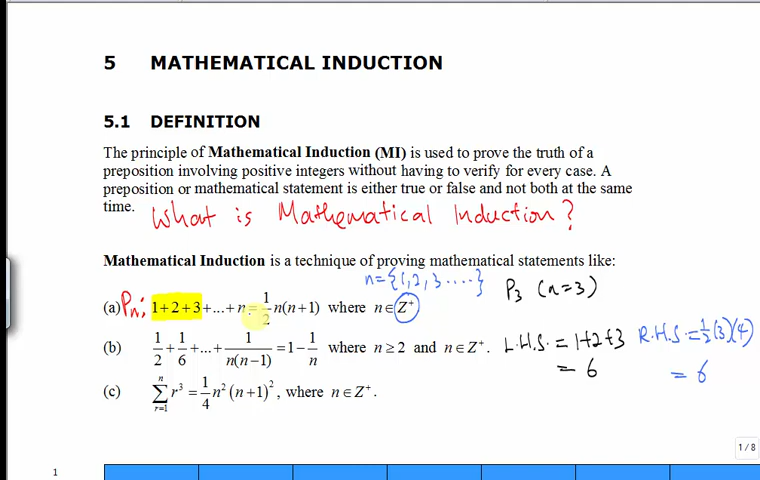 5 MATHEMATICAL INDUCTION
5.1 DEFINITION
The principle of Mathematical Induction (MI) is used to prove the truth of a
preposition involving positive integers without having to verify for every case. A
preposition or mathematical statement is either true or false and not both at the same
time. What is Mathematical Induction?
Mathematical Induction is a technique of proving mathematical statements like:
n={1,2,3.....} P₃ (n=3)
(a) Pn: 1+2+3+...+n = 1/2 n(n+1) where n∈Z⁺
(b) 1/2 + 1/6 + ... + 1/n(n−1) = 1 − 1/n where n ≥ 2 and n∈Z⁺. L.H.S. = 1+2+3 R.H.S. = 1/2 (3)(4)
= 6 = 6
(c) ∑ⁿᵣ₌₁ r³ = 1/4 n² (n+1)², where n∈Z⁺.
1 / 8
1